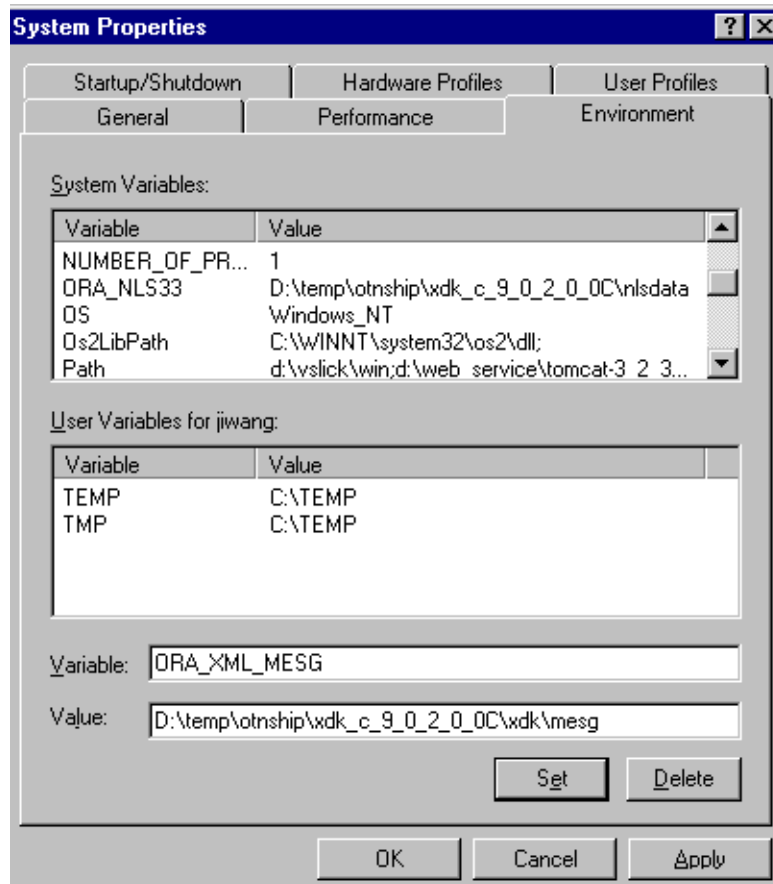 System Properties
Startup/Shutdown Hardware Profiles User Profiles
General Performance Environment
System Variables:
Variable Value
NUMBER_OF_PR... 1
ORA_NLS33 D:\temp\otnship\xdk_c_9_0_2_0_0C\nlsdata
OS Windows_NT
Os2LibPath C:\WINNT\system32\os2\dll;
Path d:\vslick\win;d:\web_service\tomcat-3_2_3...
User Variables for jiwang:
Variable Value
TEMP C:\TEMP
TMP C:\TEMP
Variable: ORA_XML_MESG
Value: D:\temp\otnship\xdk_c_9_0_2_0_0C\xdk\mesg
Set Delete
OK Cancel Apply